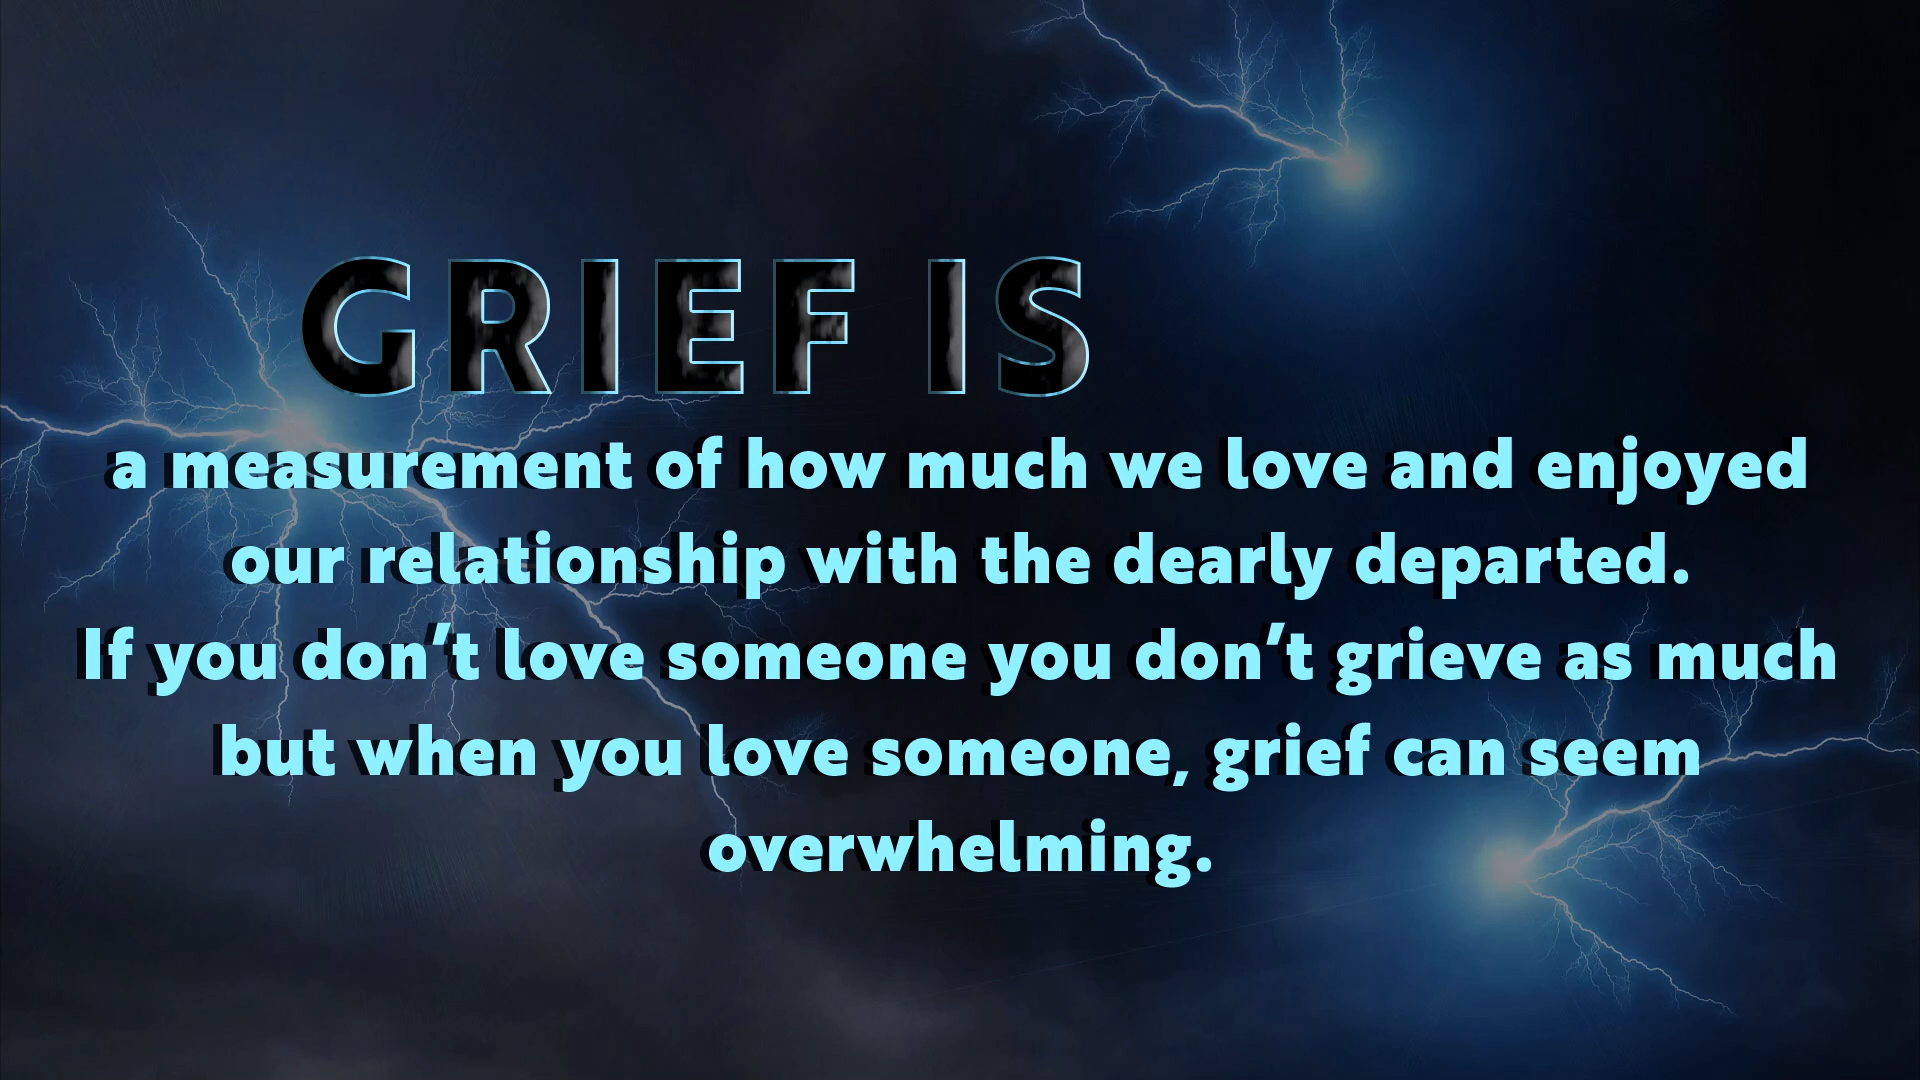 GRIEF IS
a measurement of how much we love and enjoyed
our relationship with the dearly departed.
If you don’t love someone you don’t grieve as much
but when you love someone, grief can seem
overwhelming.